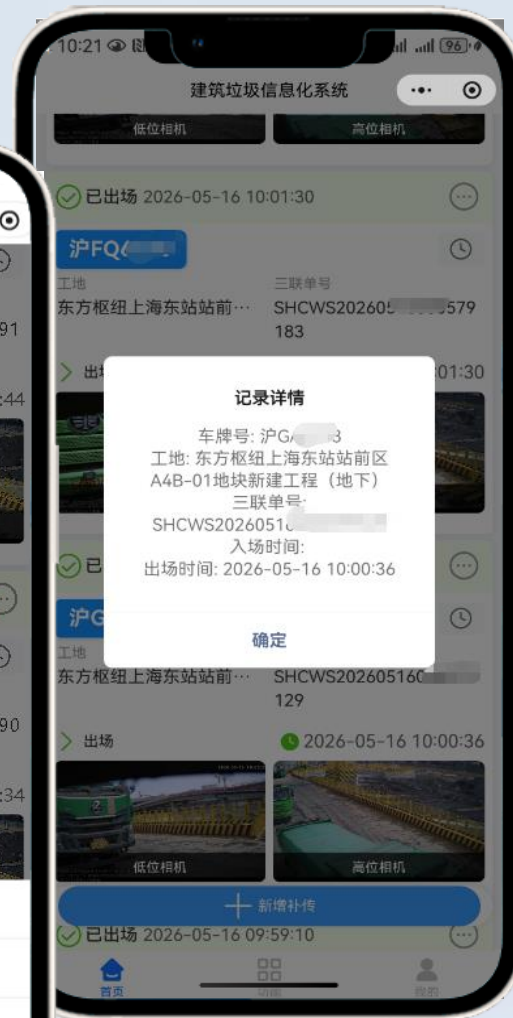 10:21
96
建筑垃圾信息化系统
低位相机
高位相机
91
已出场 2026-05-16 10:01:30
沪FQ
工地
三联单号
东方枢纽上海东站站前…
SHCWS202605
579
183
出
01:30
:44
记录详情
车牌号: 沪GA
3
工地: 东方枢纽上海东站站前区
A4B-01地块新建工程（地下）
三联单号:
SHCWS2026051
入场时间:
出场时间: 2026-05-16 10:00:36
确定
已
沪G
工地
东方枢纽上海东站站前…
SHCWS202605160
129
90
出场
2026-05-16 10:00:36
:34
低位相机
高位相机
新增补传
已出场 2026-05-16 09:59:10
首页
功能
我的